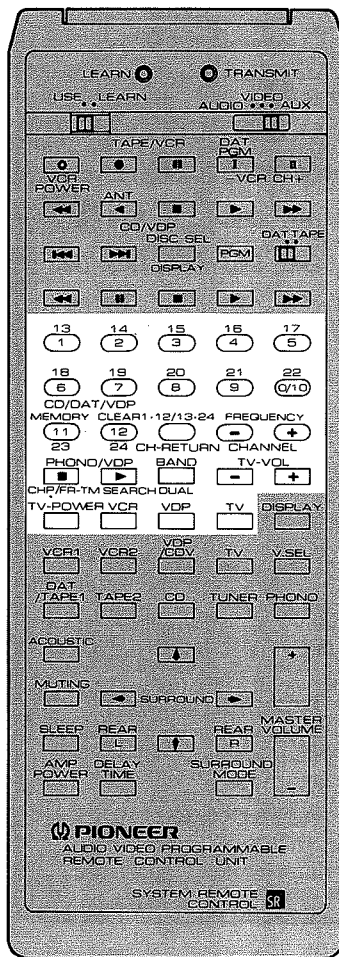 LEARN TRANSMIT
USE LEARN VIDEO
AUDIO AUX
TAPE/VCR DAT
PGM
VCR
POWER VCR CH+
ANT
CD/VDP
DISC SEL DAT TAPE
PGM
DISPLAY
13 14 15 16 17
1 2 3 4 5
18 19 20 21 22
6 7 8 9 0/10
CD/DAT/VDP
MEMORY CLEAR 1·12/13·24 FREQUENCY
11 12 - +
23 24 CH-RETURN CHANNEL
PHONO/VDP BAND TV-VOL
- +
CHP/FR-TM SEARCH DUAL
TV-POWER VCR VDP TV DISPLAY
VCR1 VCR2 VDP
/CDV TV V.SEL
DAT
/TAPE1 TAPE2 CD TUNER PHONO
ACOUSTIC +
MUTING SURROUND
SLEEP REAR REAR MASTER
VOLUME
L R
AMP
POWER DELAY
TIME SURROUND
MODE -
PIONEER
AUDIO VIDEO PROGRAMMABLE
REMOTE CONTROL UNIT
SYSTEM REMOTE
CONTROL SR